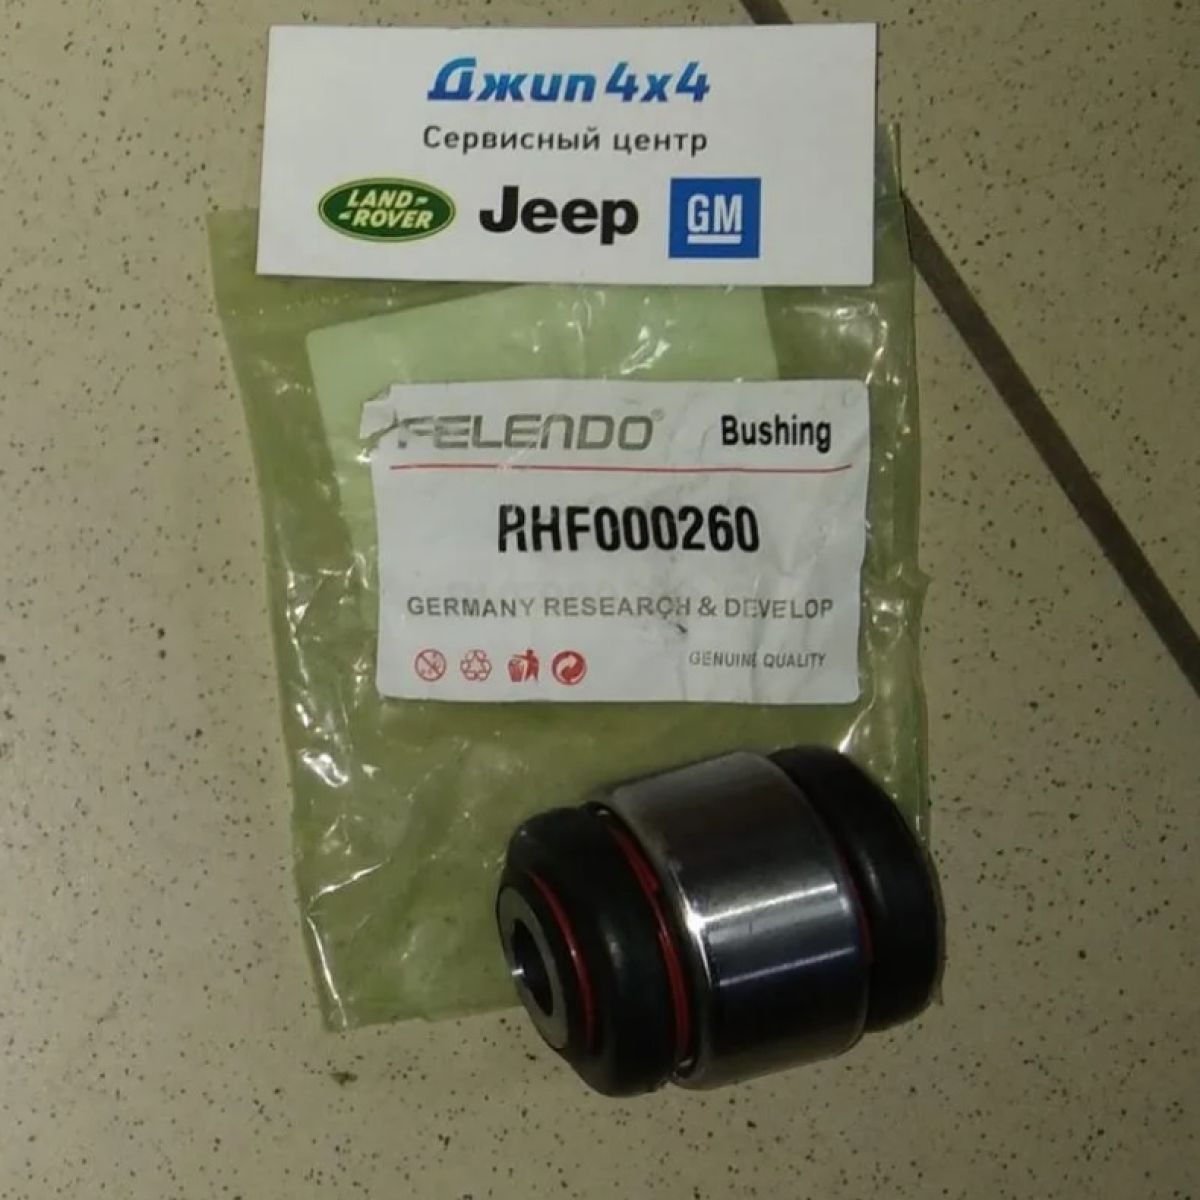 Джип 4x4
Сервисный центр
LAND-
-ROVER
Jeep
GM
FELENDO® Bushing
RHF000260
GERMANY RESEARCH & DEVELOP
GENUINE QUALITY